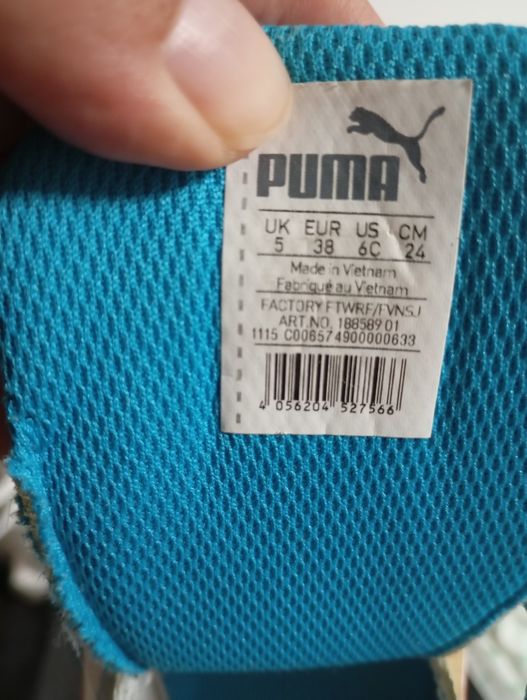 PUMA
UK EUR US CM
5 38 6C 24
Made in Vietnam
Fabriqué au Vietnam
FACTORY FTWRF/FVNSJ
ART.NO. 188589 01
1115 C006574900000633
4 056204 527566